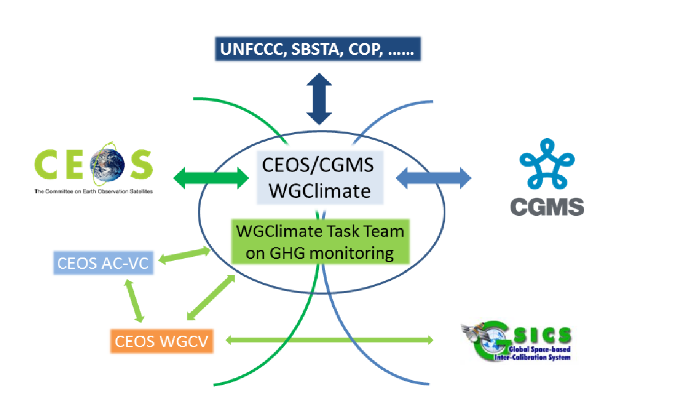 UNFCCC, SBSTA, COP, ......
CEOS
The Committee on Earth Observation Satellites
CEOS/CGMS
WGClimate
CGMS
WGClimate Task Team
on GHG monitoring
CEOS AC-VC
CEOS WGCV
GSICS
Global Space-based
Inter-Calibration System